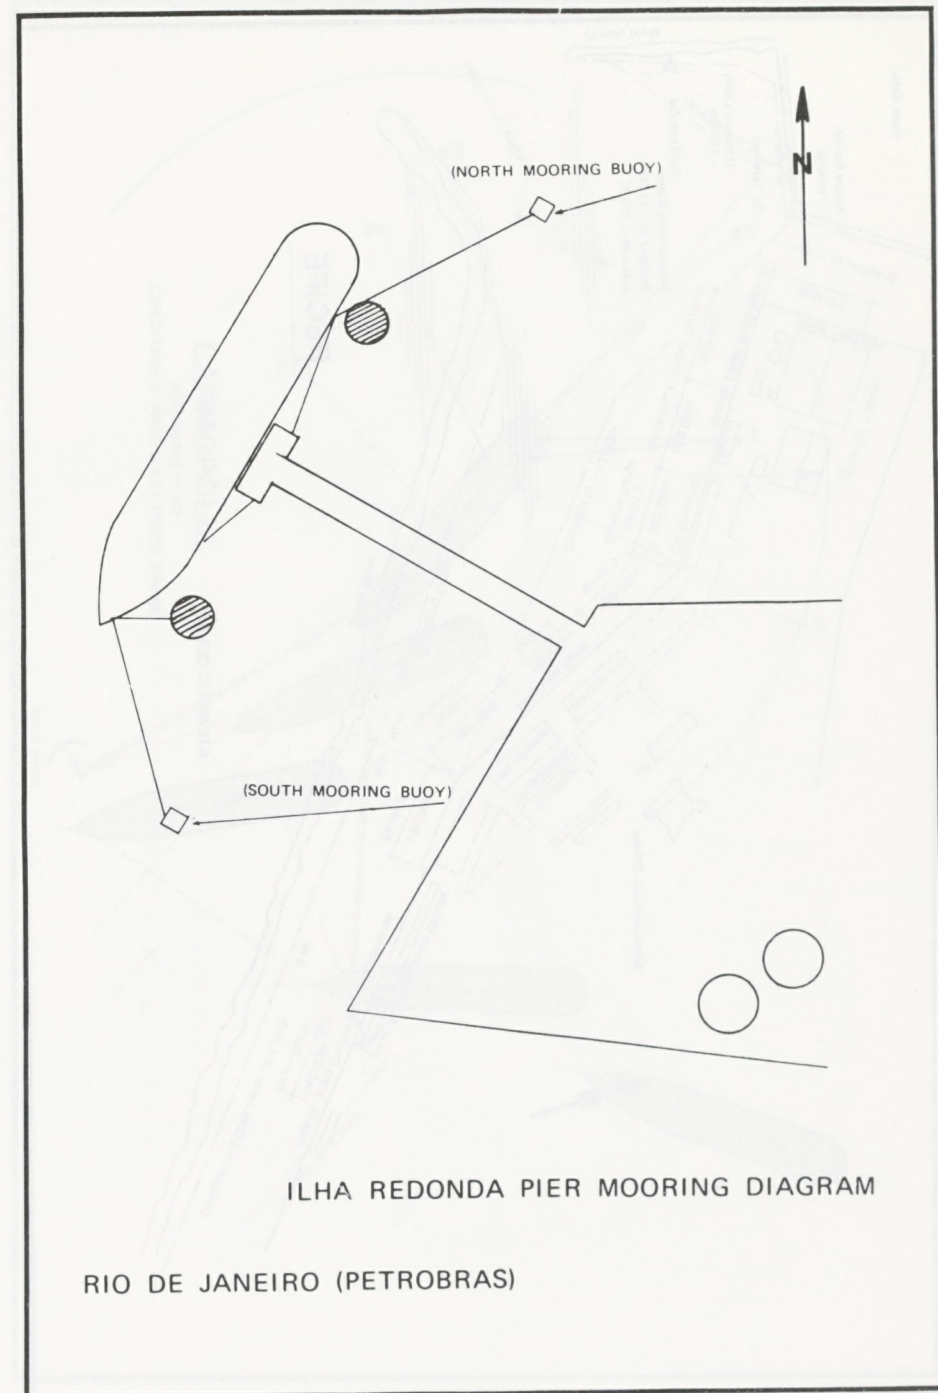 (NORTH MOORING BUOY)
N
(SOUTH MOORING BUOY)
ILHA REDONDA PIER MOORING DIAGRAM
RIO DE JANEIRO (PETROBRAS)